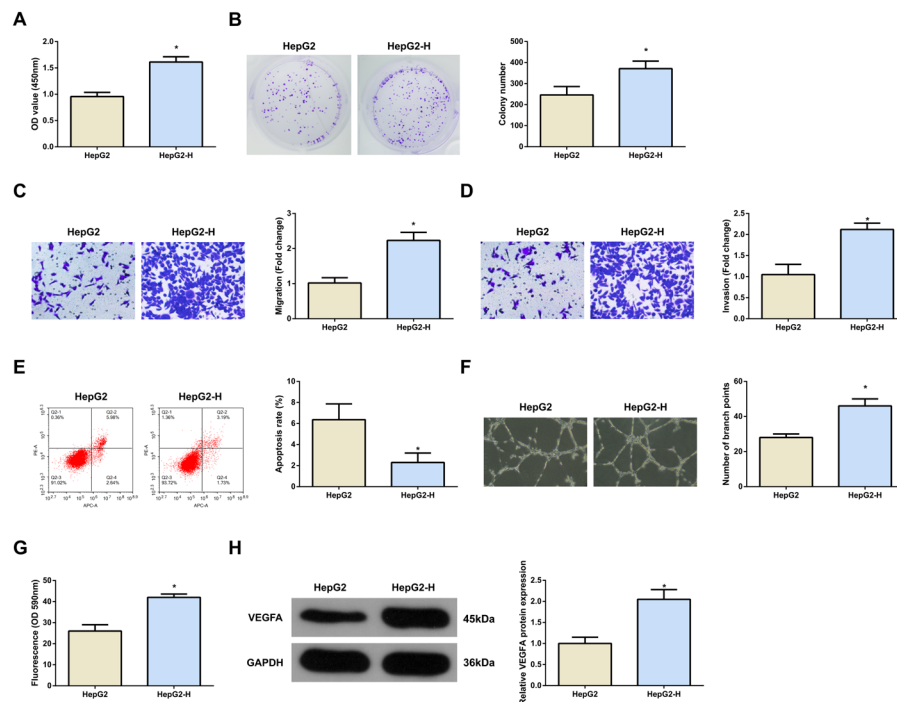 A
OD value (450nm)
2.0
1.5
1.0
0.5
0.0
*
HepG2
HepG2-H
B
HepG2
HepG2-H
Colony number
500
400
300
200
100
0
*
HepG2
HepG2-H
C
HepG2
HepG2-H
Migration (Fold change)
3
2
1
0
*
HepG2
HepG2-H
D
HepG2
HepG2-H
Invasion (Fold change)
2.5
2.0
1.5
1.0
0.5
0.0
*
HepG2
HepG2-H
E
HepG2
Q2-1
0.36%
Q2-2
5.98%
Q2-4
2.64%
PE-A
APC-A
HepG2-H
Q2-1
1.36%
Q2-2
3.19%
Q2-3
93.72%
Q2-4
1.73%
PE-A
APC-A
Apoptosis rate (%)
8
6
4
2
0
*
HepG2
HepG2-H
F
HepG2
HepG2-H
Number of branch points
60
40
20
0
*
HepG2
HepG2-H
G
Fluorescence (OD 590nm)
50
40
30
20
10
0
*
HepG2
HepG2-H
H
HepG2
HepG2-H
VEGFA
45kDa
GAPDH
36kDa
Relative VEGFA protein expression
2.5
2.0
1.5
1.0
0.5
0.0
*
HepG2
HepG2-H